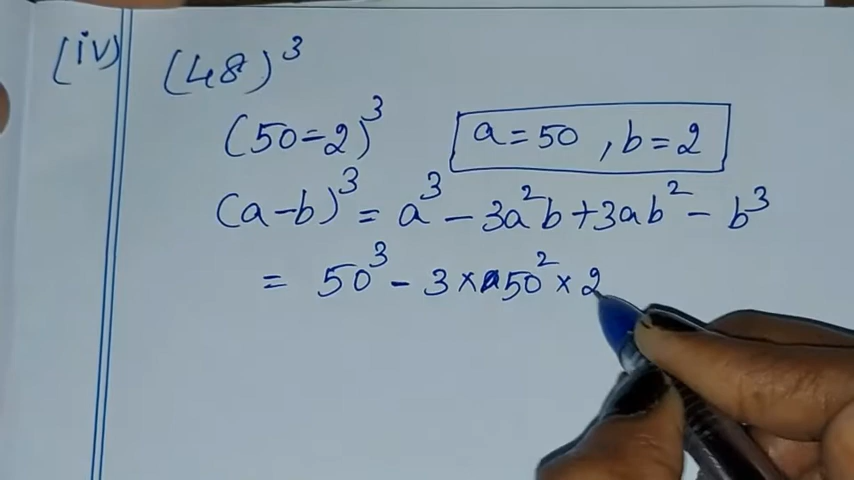 (iv) (48)³
(50=2)³ a=50 , b=2
(a-b)³ = a³ - 3a²b + 3ab² - b³
= 50³ - 3 × 50² × 2